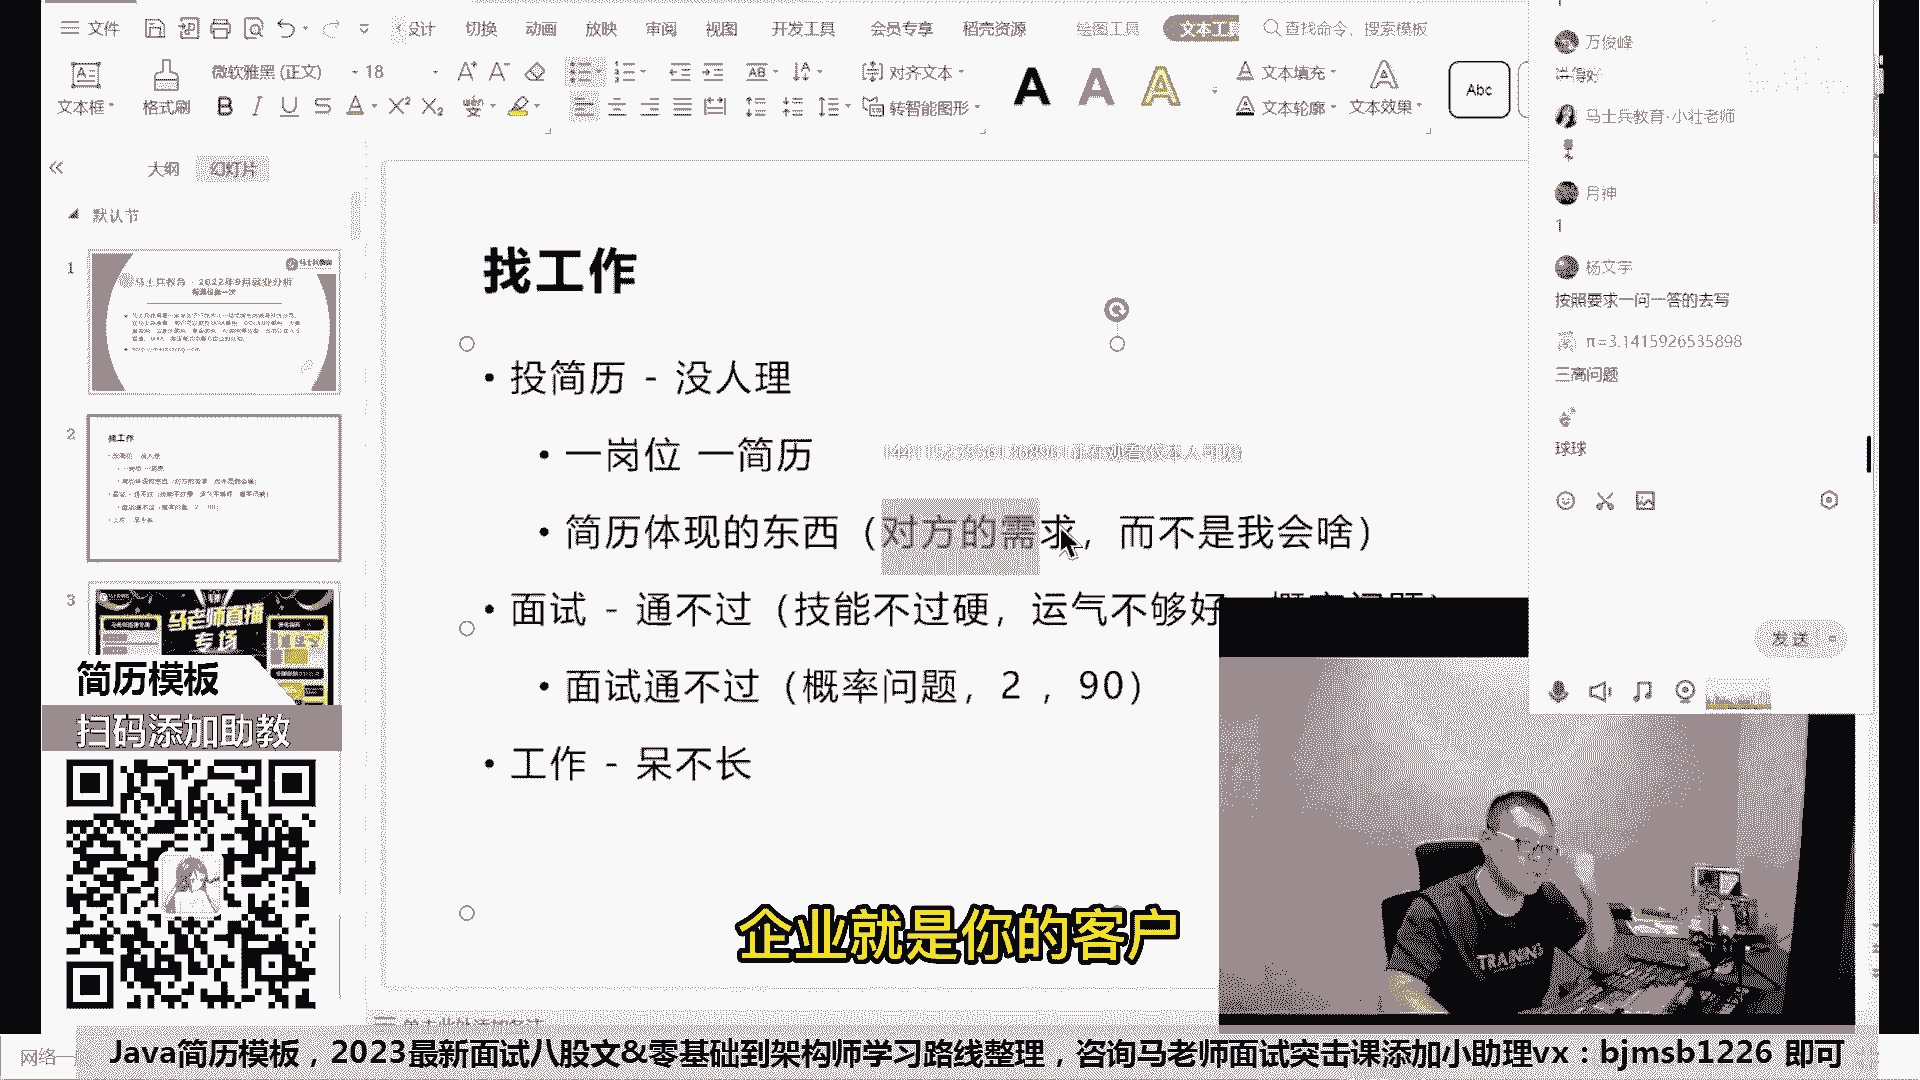 文件
设计
切换
动画
放映
审阅
视图
开发工具
会员专享
稻壳资源
绘图工具
文本工具
查找命令、搜索模板
文本框
格式刷
微软雅黑 (正文)
18
对齐文本
转智能图形
文本填充
文本轮廓
文本效果
Abc
大纲
幻灯片
默认节
1
2
3
马老师直播
专场
找工作
• 投简历 - 没人理
• 一岗位 一简历
• 简历体现的东西（对方的需求，而不是我会啥）
• 面试 - 通不过（技能不过硬，运气不够好
• 面试通不过（概率问题，2 ，90）
• 工作 - 呆不长
万俊峰
讲得好
马士兵教育·小壮老师
月神
1
杨文宇
按照要求一问一答的去写
π=3.1415926535898
三高问题
球球
发送
简历模板
扫码添加助教
企业就是你的客户
网络一
Java简历模板，2023最新面试八股文&零基础到架构师学习路线整理，咨询马老师面试突击课添加小助理vx：bjmsb1226 即可